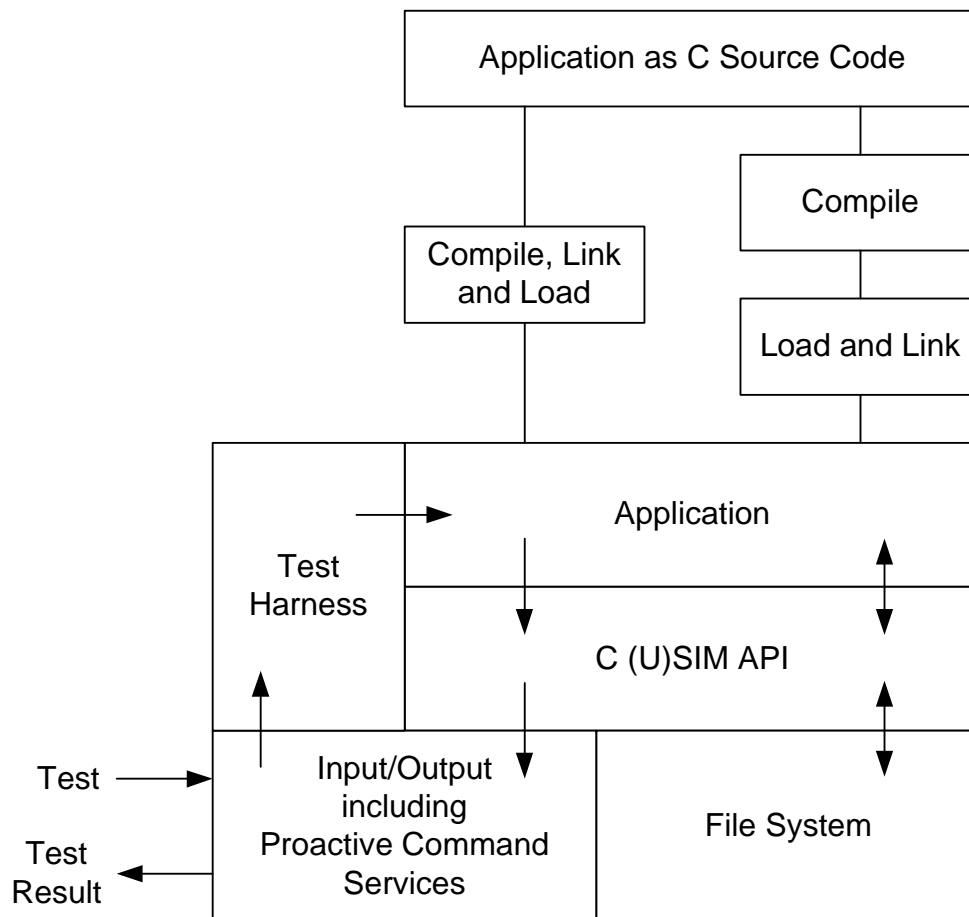 Application as C Source Code
Compile
Compile, Link
and Load
Load and Link
Application
Test
Harness
C (U)SIM API
Test
Input/Output
including
Proactive Command
Services
File System
Test
Result